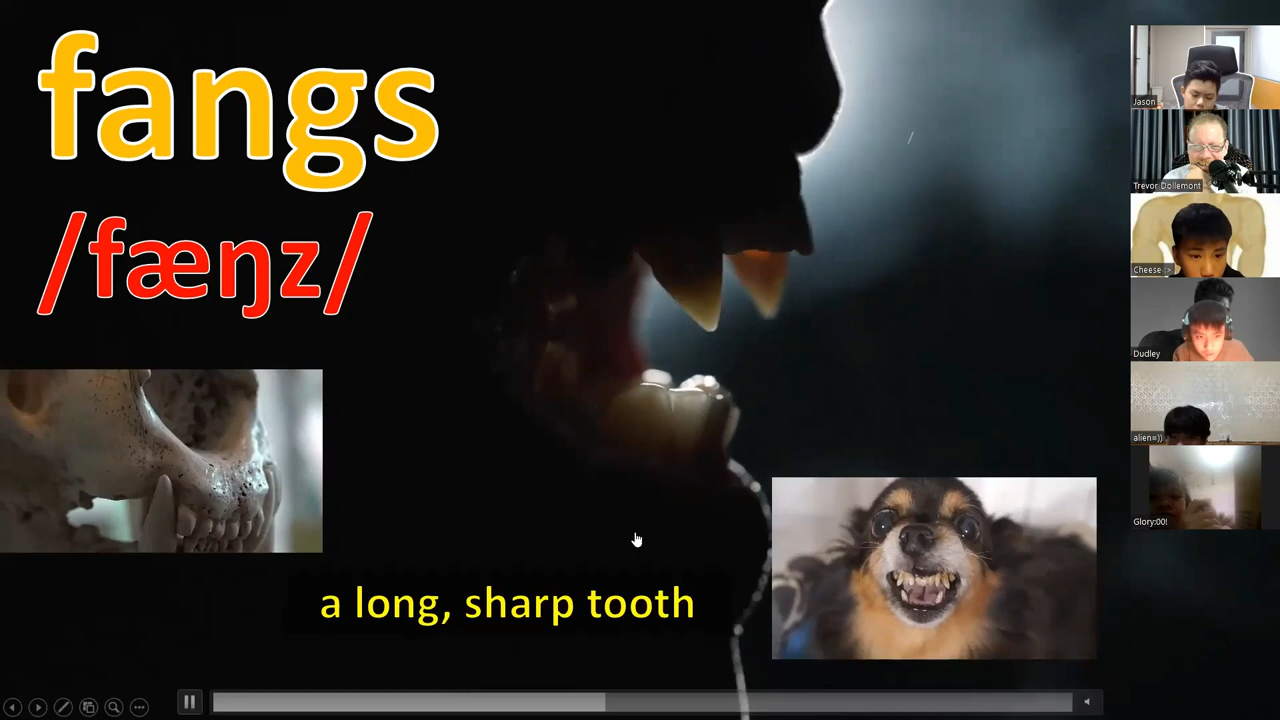 fangs
/fæŋz/
a long, sharp tooth
Jason
Trevor Dollemont
Cheese :>
Dudley
alien=))
Glory:00!